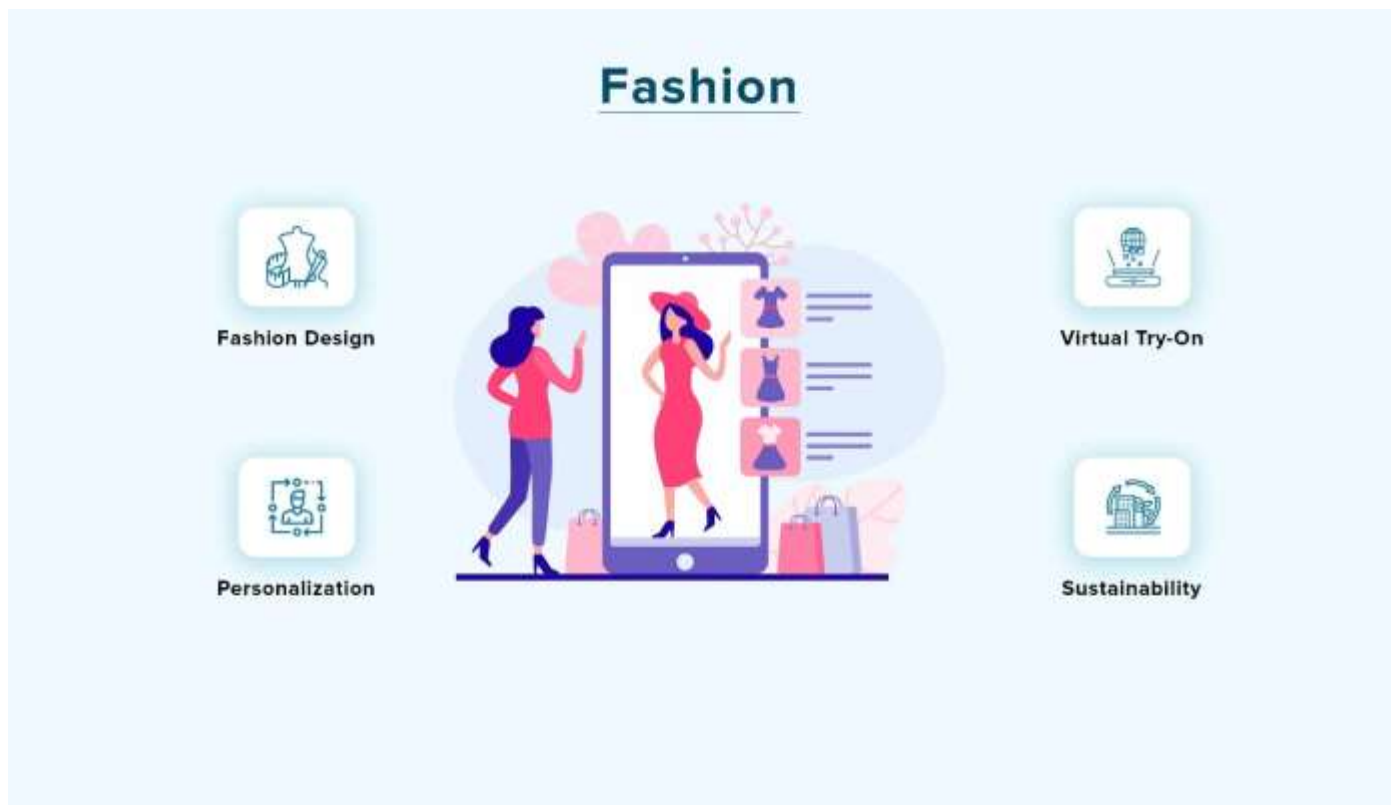 Fashion
Fashion Design
Virtual Try-On
Personalization
Sustainability